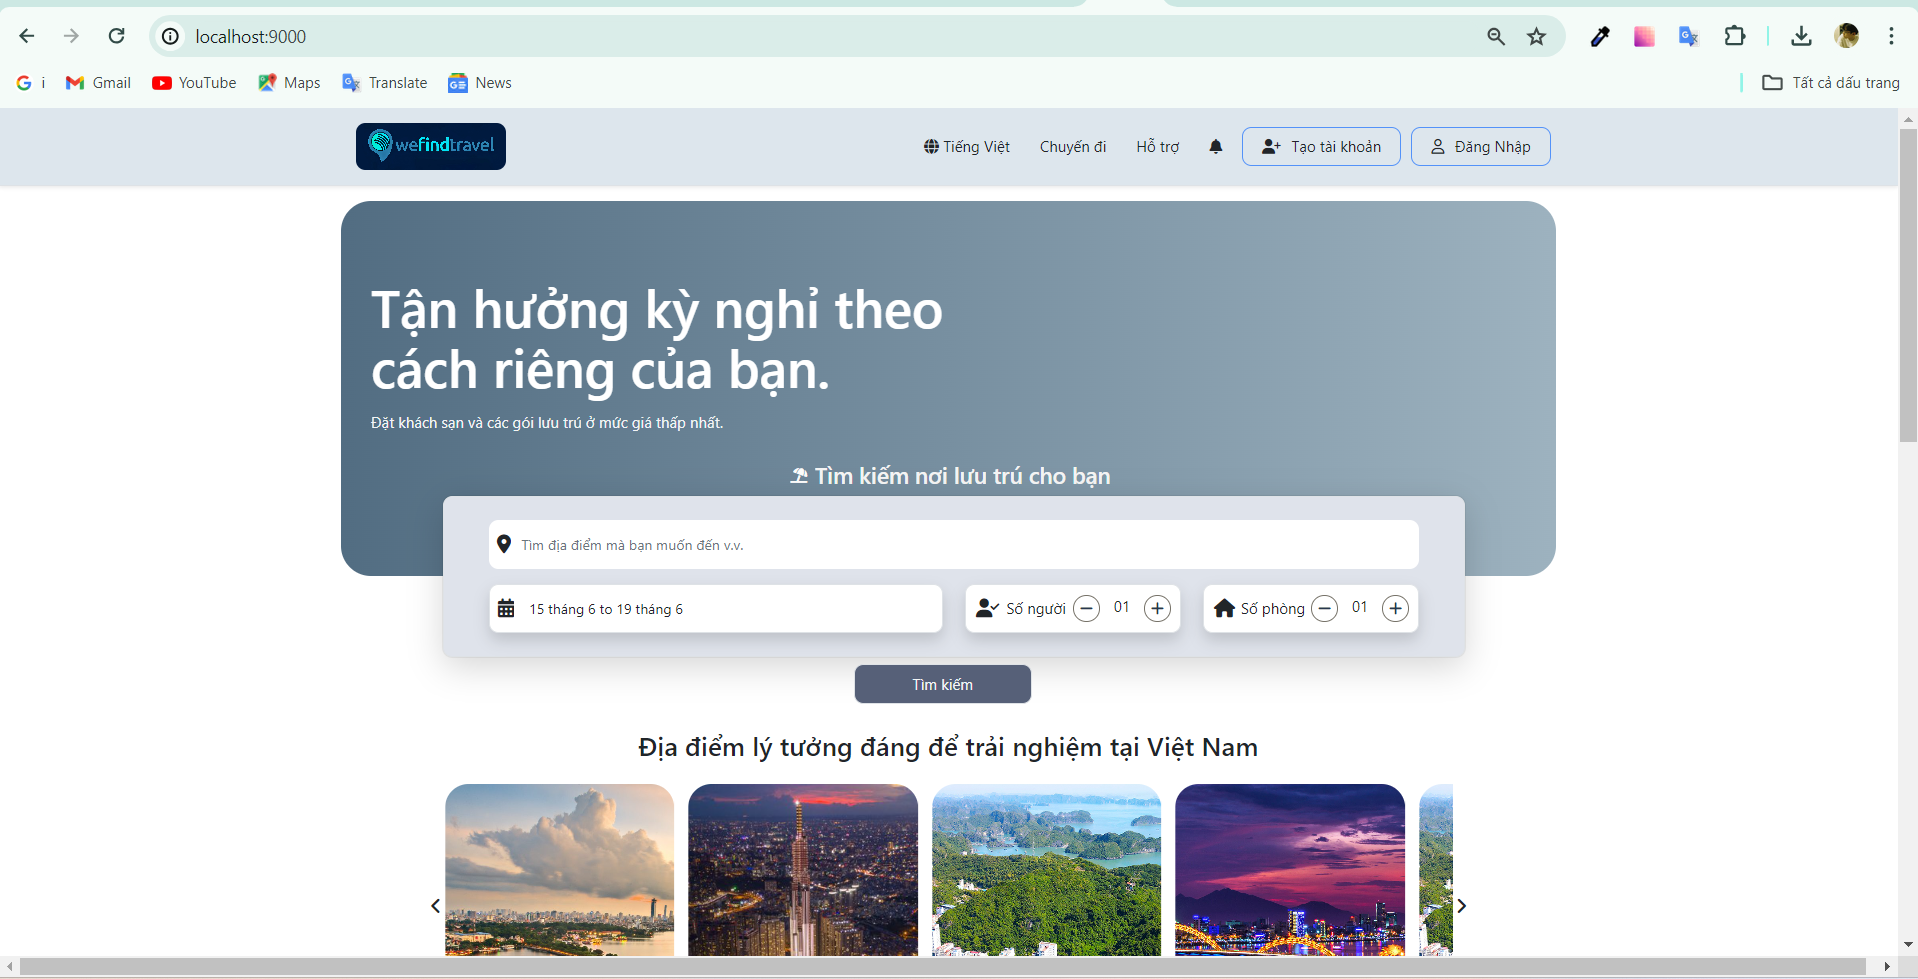 localhost:9000
i
Gmail
YouTube
Maps
Translate
News
Tất cả dấu trang
wefindtravel
Tiếng Việt
Chuyến đi
Hỗ trợ
Tạo tài khoản
Đăng Nhập
Tận hưởng kỳ nghỉ theo
cách riêng của bạn.
Đặt khách sạn và các gói lưu trú ở mức giá thấp nhất.
Tìm kiếm nơi lưu trú cho bạn
Tìm địa điểm mà bạn muốn đến v.v.
15 tháng 6 to 19 tháng 6
Số người
01
Số phòng
01
Tìm kiếm
Địa điểm lý tưởng đáng để trải nghiệm tại Việt Nam